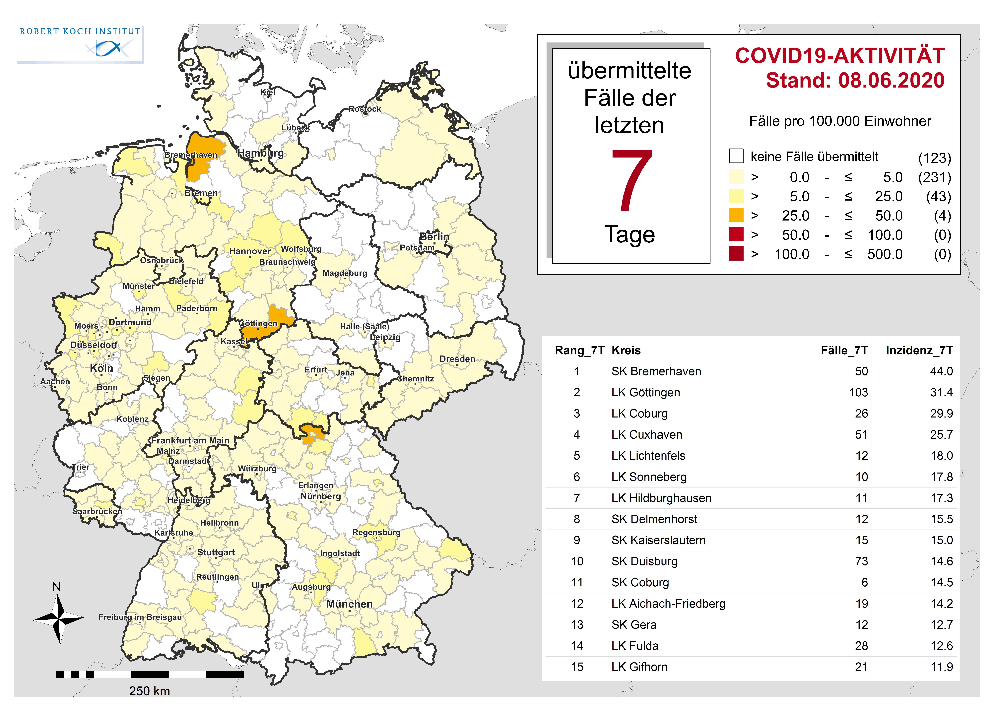 ROBERT KOCH INSTITUT
COVID19-AKTIVITÄT
Stand: 08.06.2020
übermittelte
Fälle der
letzten
7
Tage
Fälle pro 100.000 Einwohner
keine Fälle übermittelt (123)
> 0.0 - ≤ 5.0 (231)
> 5.0 - ≤ 25.0 (43)
> 25.0 - ≤ 50.0 (4)
> 50.0 - ≤ 100.0 (0)
> 100.0 - ≤ 500.0 (0)
Kiel
Rostock
Lübeck
Hamburg
Bremerhaven
Bremen
Berlin
Potsdam
Hannover
Wolfsburg
Braunschweig
Osnabrück
Magdeburg
Bielefeld
Münster
Hamm
Paderborn
Moers
Dortmund
Göttingen
Halle (Saale)
Leipzig
Kassel
Düsseldorf
Dresden
Köln
Erfurt
Jena
Siegen
Chemnitz
Aachen
Bonn
Koblenz
Frankfurt am Main
Mainz
Darmstadt
Trier
Würzburg
Erlangen
Nürnberg
Heidelberg
Saarbrücken
Heilbronn
Karlsruhe
Regensburg
Stuttgart
Ingolstadt
Reutlingen
Ulm
Augsburg
München
Freiburg im Breisgau
N
250 km
Rang_7T Kreis Fälle_7T Inzidenz_7T
1 SK Bremerhaven 50 44.0
2 LK Göttingen 103 31.4
3 LK Coburg 26 29.9
4 LK Cuxhaven 51 25.7
5 LK Lichtenfels 12 18.0
6 LK Sonneberg 10 17.8
7 LK Hildburghausen 11 17.3
8 SK Delmenhorst 12 15.5
9 SK Kaiserslautern 15 15.0
10 SK Duisburg 73 14.6
11 SK Coburg 6 14.5
12 LK Aichach-Friedberg 19 14.2
13 SK Gera 12 12.7
14 LK Fulda 28 12.6
15 LK Gifhorn 21 11.9